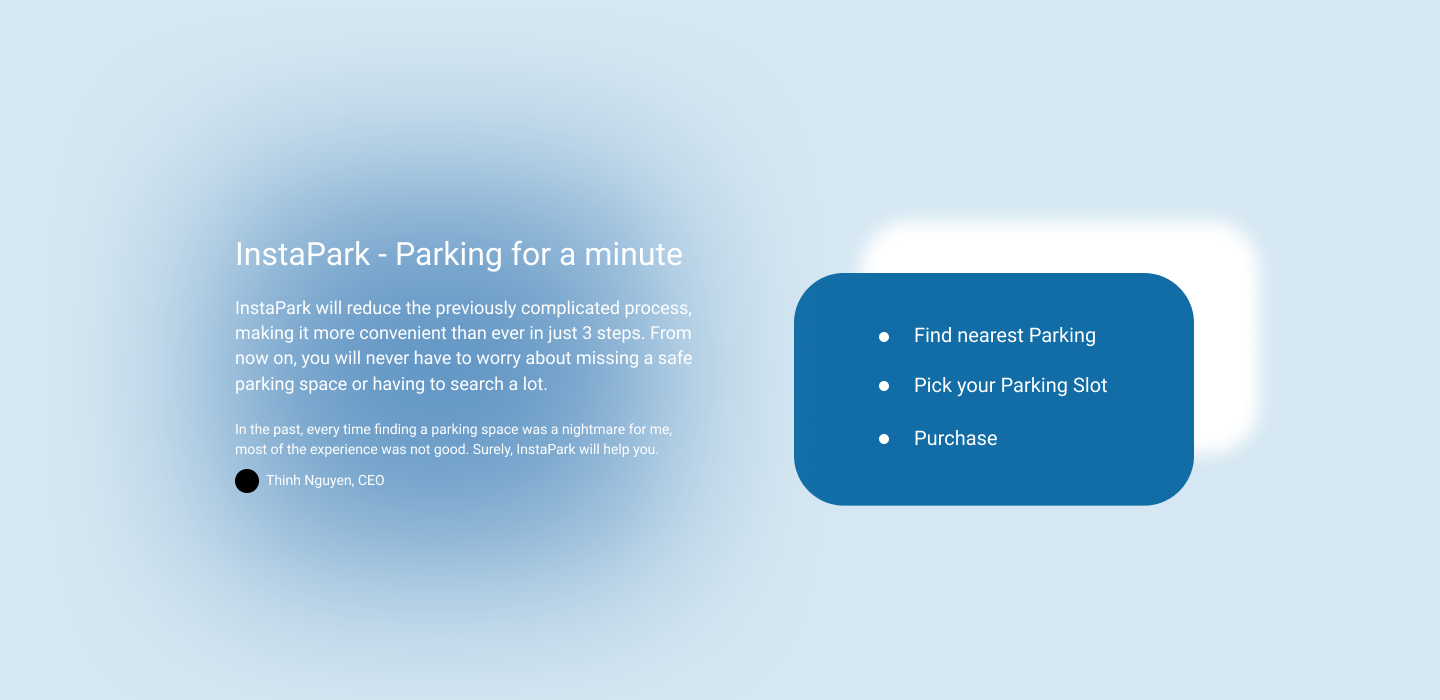 InstaPark - Parking for a minute
InstaPark will reduce the previously complicated process,
making it more convenient than ever in just 3 steps. From
now on, you will never have to worry about missing a safe
parking space or having to search a lot.
In the past, every time finding a parking space was a nightmare for me,
most of the experience was not good. Surely, InstaPark will help you.
Thinh Nguyen, CEO
Find nearest Parking
Pick your Parking Slot
Purchase